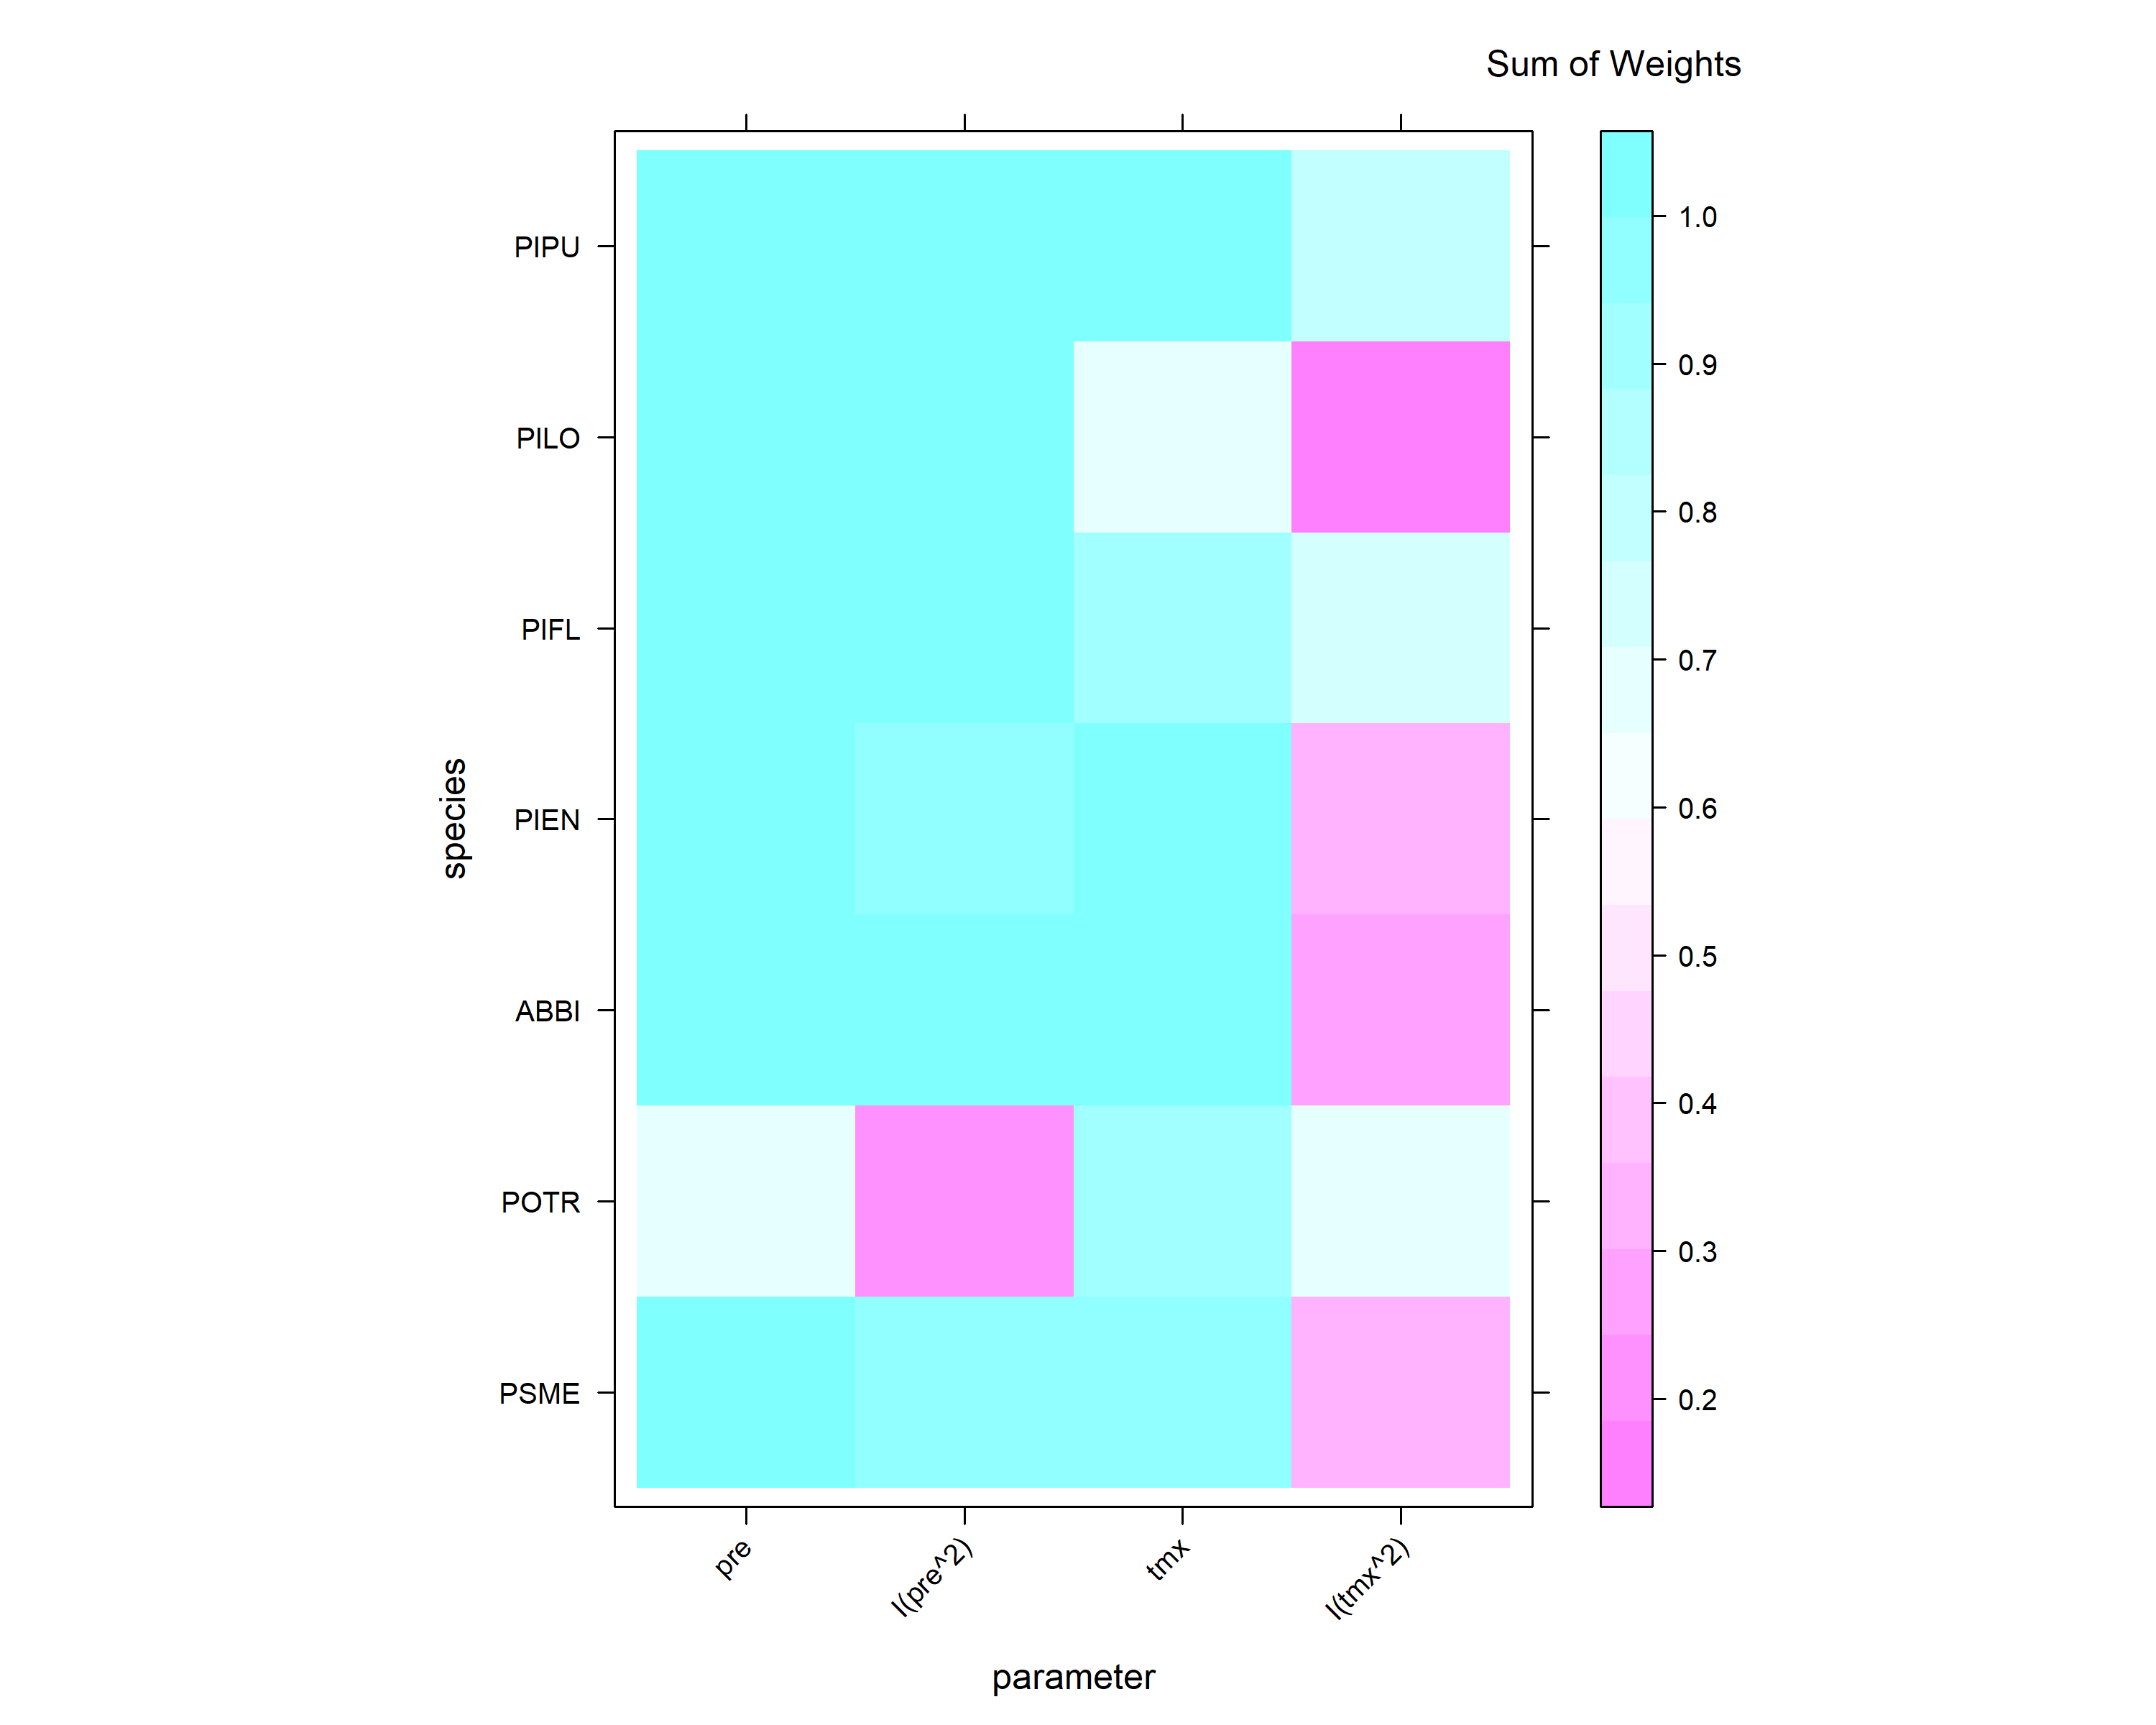 Sum of Weights
PIPU
PILO
PIFL
PIEN
ABBI
POTR
PSME
species
pre
I(pre^2)
tmx
I(tmx^2)
parameter
1.0
0.9
0.8
0.7
0.6
0.5
0.4
0.3
0.2